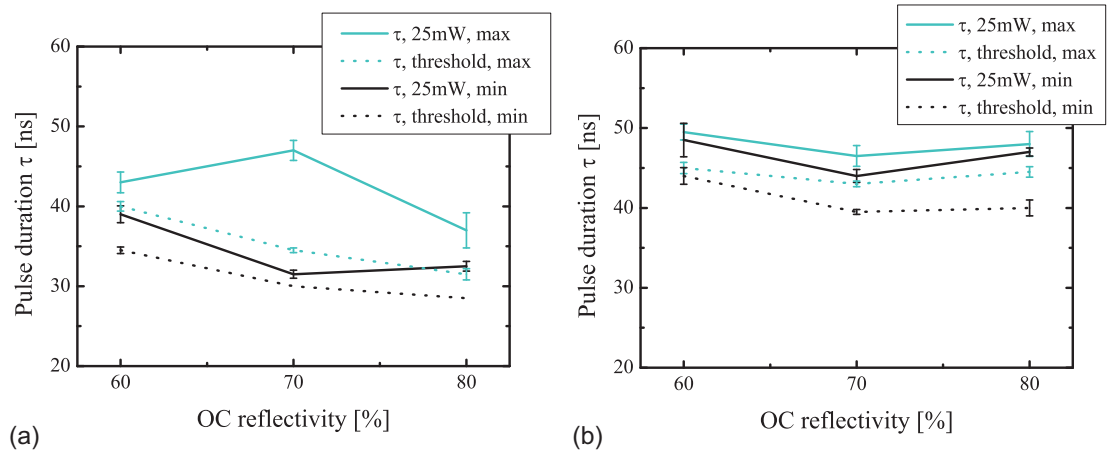 τ, 25mW, max
τ, threshold, max
τ, 25mW, min
τ, threshold, min
60
50
40
30
20
Pulse duration τ [ns]
60
70
80
OC reflectivity [%]
(a)
τ, 25mW, max
τ, threshold, max
τ, 25mW, min
τ, threshold, min
60
50
40
30
20
Pulse duration τ [ns]
60
70
80
OC reflectivity [%]
(b)